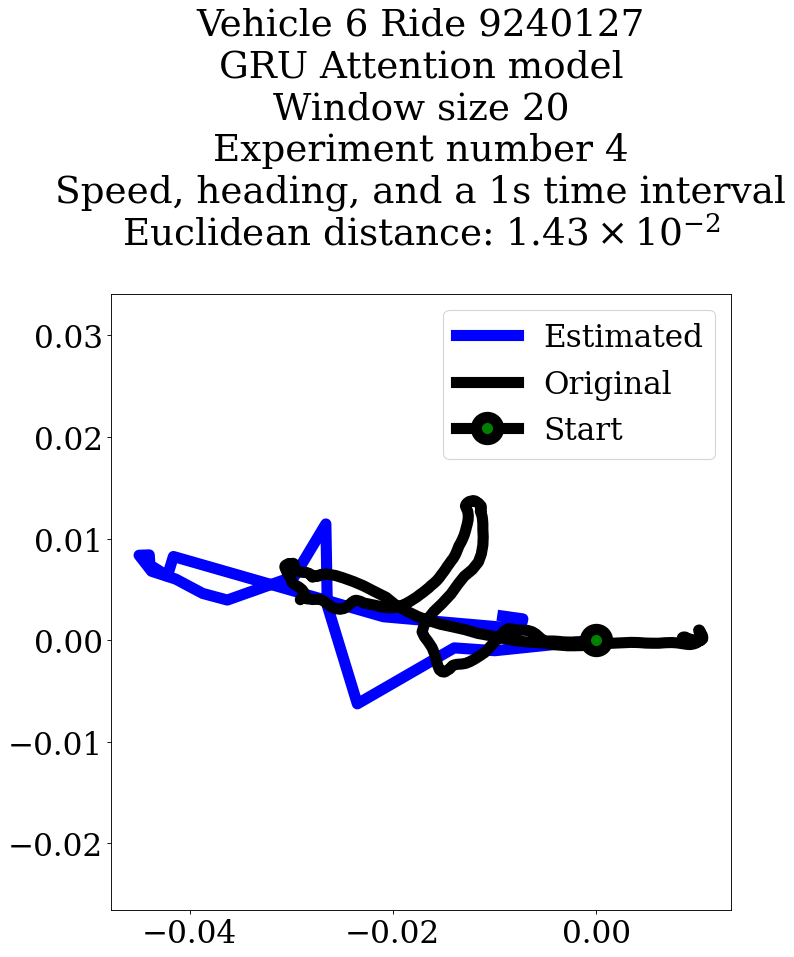 Vehicle 6 Ride 9240127
GRU Attention model
Window size 20
Experiment number 4
Speed, heading, and a 1s time interval
Euclidean distance: 1.43 × 10⁻²
Estimated
Original
Start
0.03
0.02
0.01
0.00
−0.01
−0.02
−0.04 −0.02 0.00